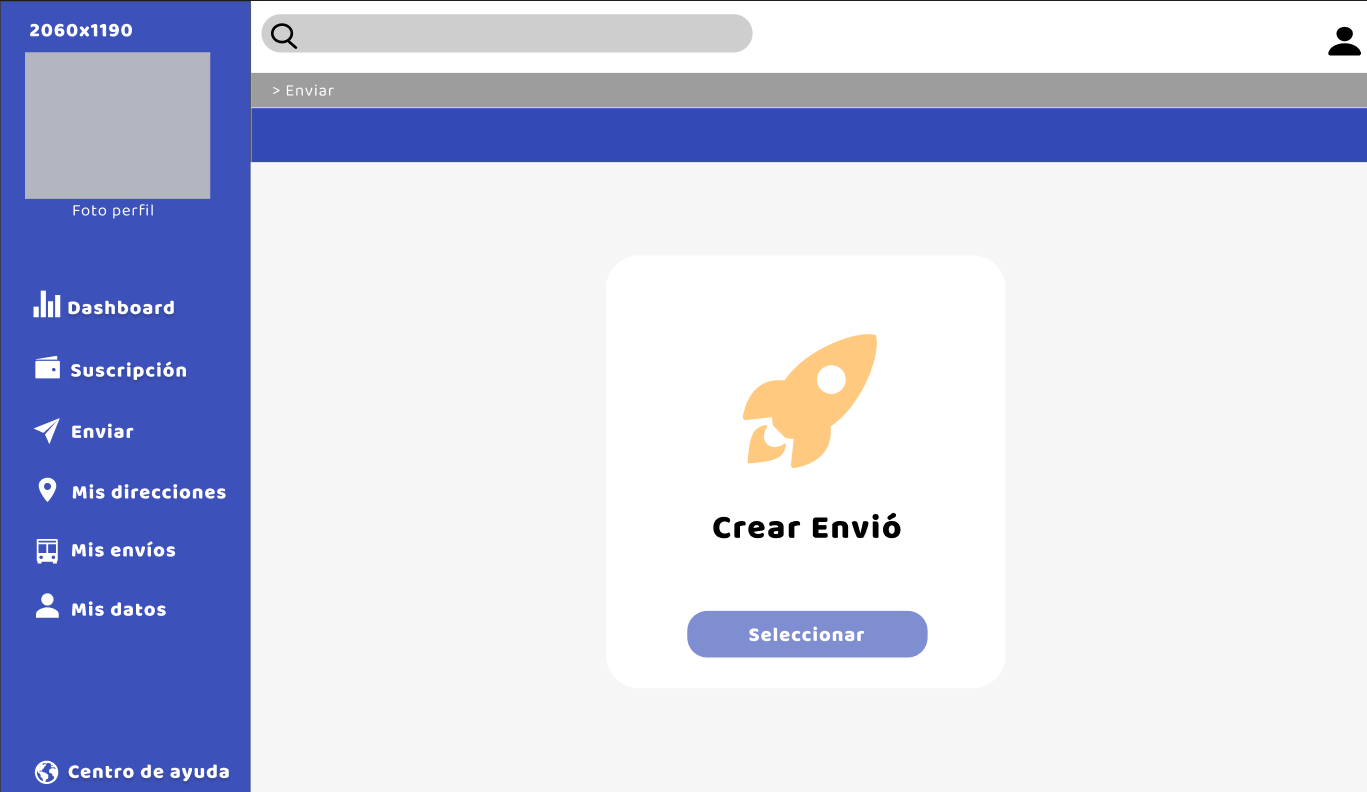 2060x1190
> Enviar
Foto perfil
Dashboard
Suscripción
Enviar
Mis direcciones
Mis envíos
Mis datos
Centro de ayuda
Crear Envió
Seleccionar